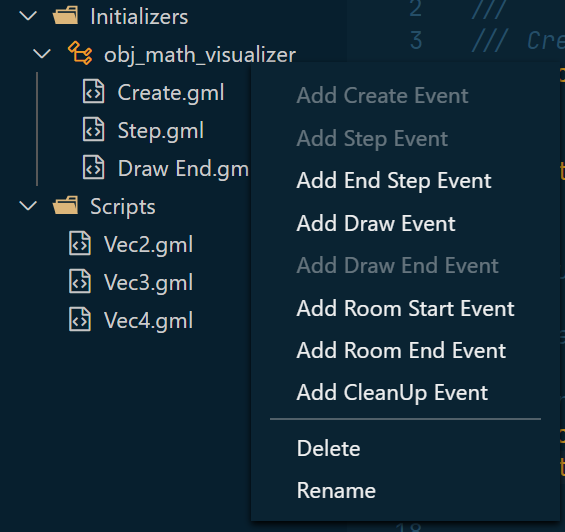 Initializers
obj_math_visualizer
Create.gml
Step.gml
Draw End.gm
Scripts
Vec2.gml
Vec3.gml
Vec4.gml
Add Create Event
Add Step Event
Add End Step Event
Add Draw Event
Add Draw End Event
Add Room Start Event
Add Room End Event
Add CleanUp Event
Delete
Rename
2 ///
3 /// Cre